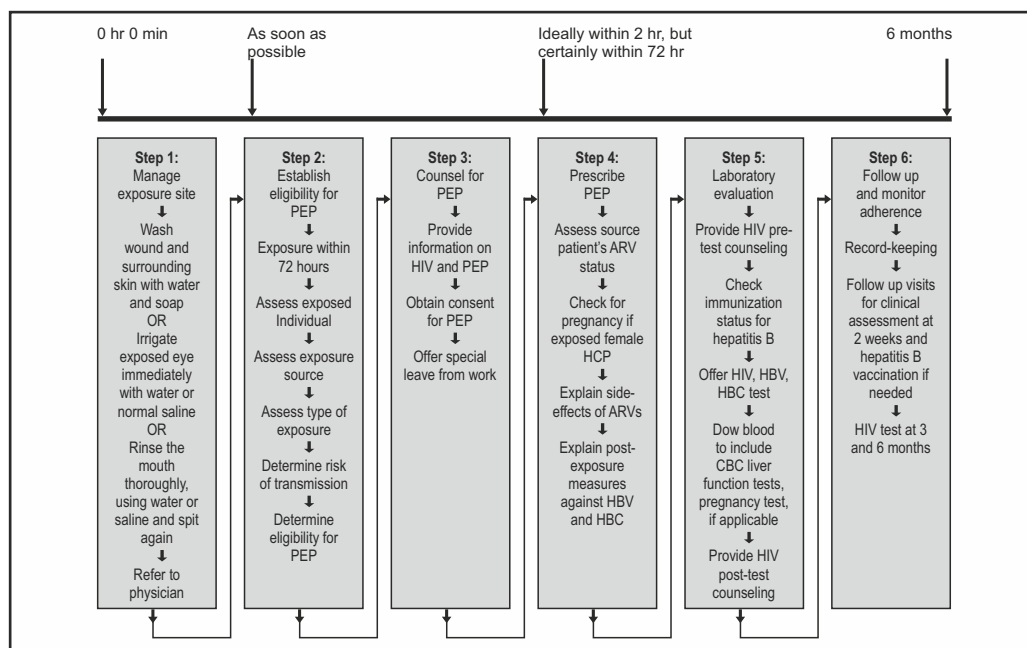 0 hr 0 min
As soon as
possible
Ideally within 2 hr, but
certainly within 72 hr
6 months
Step 1:
Manage
exposure site
Wash
wound and
surrounding
skin with water
and soap
OR
Irrigate
exposed eye
immediately
with water or
normal saline
OR
Rinse the
mouth
thoroughly,
using water or
saline and spit
again
Refer to
physician
Step 2:
Establish
eligibility for
PEP
Exposure within
72 hours
Assess exposed
Individual
Assess exposure
source
Assess type of
exposure
Determine risk
of transmission
Determine
eligibility for
PEP
Step 3:
Counsel for
PEP
Provide
information on
HIV and PEP
Obtain consent
for PEP
Offer special
leave from work
Step 4:
Prescribe
PEP
Assess source
patient's ARV
status
Check for
pregnancy if
exposed female
HCP
Explain side-
effects of ARVs
Explain post-
exposure
measures
against HBV
and HBC
Step 5:
Laboratory
evaluation
Provide HIV pre-
test counseling
Check
immunization
status for
hepatitis B
Offer HIV, HBV,
HBC test
Dow blood
to include
CBC liver
function tests,
pregnancy test,
if applicable
Provide HIV
post-test
counseling
Step 6:
Follow up
and monitor
adherence
Record-keeping
Follow up visits
for clinical
assessment at
2 weeks and
hepatitis B
vaccination if
needed
HIV test at 3
and 6 months